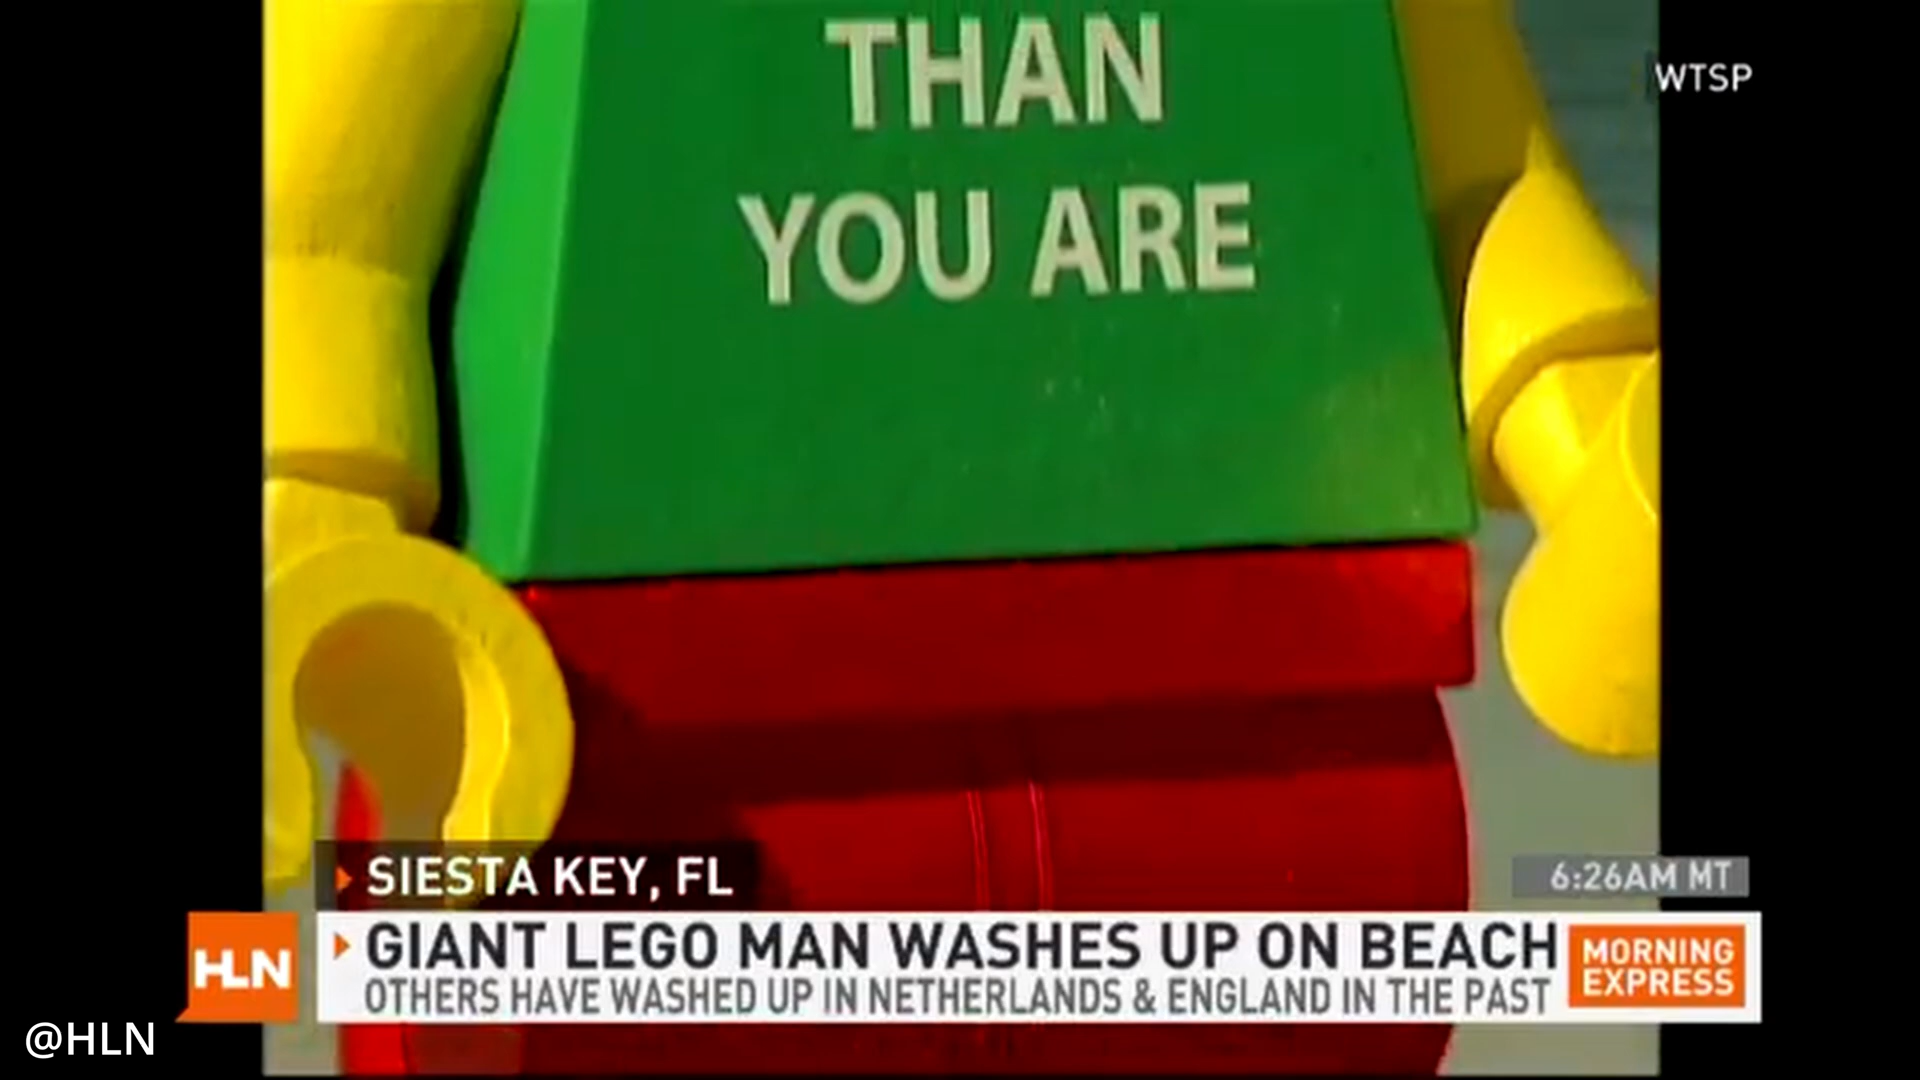 THAN
YOU ARE
WTSP
SIESTA KEY, FL
6:26AM MT
HLN
GIANT LEGO MAN WASHES UP ON BEACH
OTHERS HAVE WASHED UP IN NETHERLANDS & ENGLAND IN THE PAST
MORNING
EXPRESS
@HLN